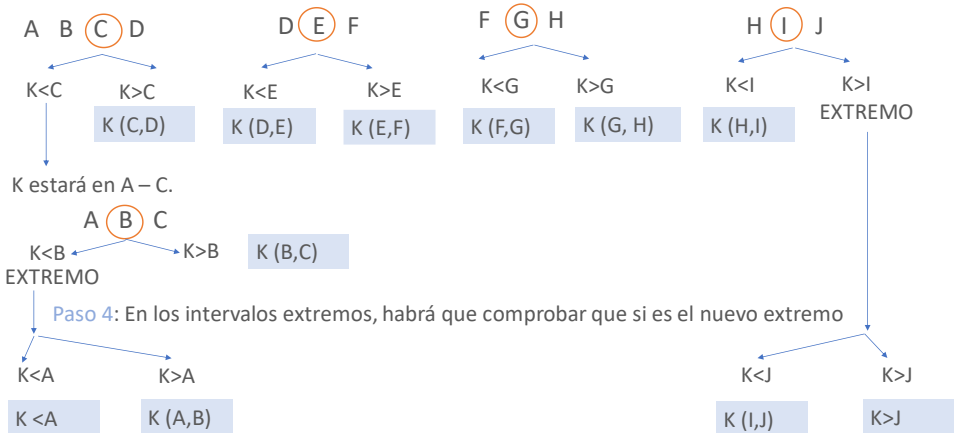 A B C D
D E F
F G H
H I J
K<C
K>C
K<E
K>E
K<G
K>G
K<I
K>I
EXTREMO
K (C,D)
K (D,E)
K (E,F)
K (F,G)
K (G, H)
K (H,I)
K estará en A – C.
A B C
K<B
EXTREMO
K>B
K (B,C)
Paso 4: En los intervalos extremos, habrá que comprobar que si es el nuevo extremo
K<A
K>A
K<J
K>J
K <A
K (A,B)
K (I,J)
K>J